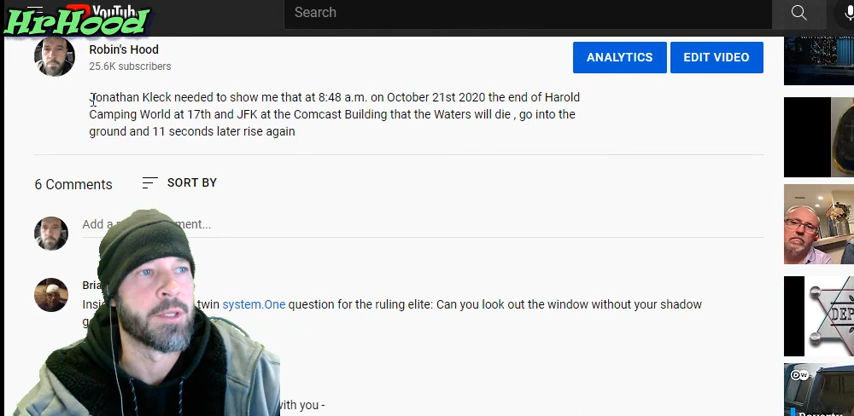 HrHood
YouTube
Search
Robin's Hood
25.6K subscribers
ANALYTICS
EDIT VIDEO
Jonathan Kleck needed to show me that at 8:48 a.m. on October 21st 2020 the end of Harold
Camping World at 17th and JFK at the Comcast Building that the Waters will die , go into the
ground and 11 seconds later rise again
6 Comments
SORT BY
Add a
ment...
twin system.One question for the ruling elite: Can you look out the window without your shadow
with you -
DEP